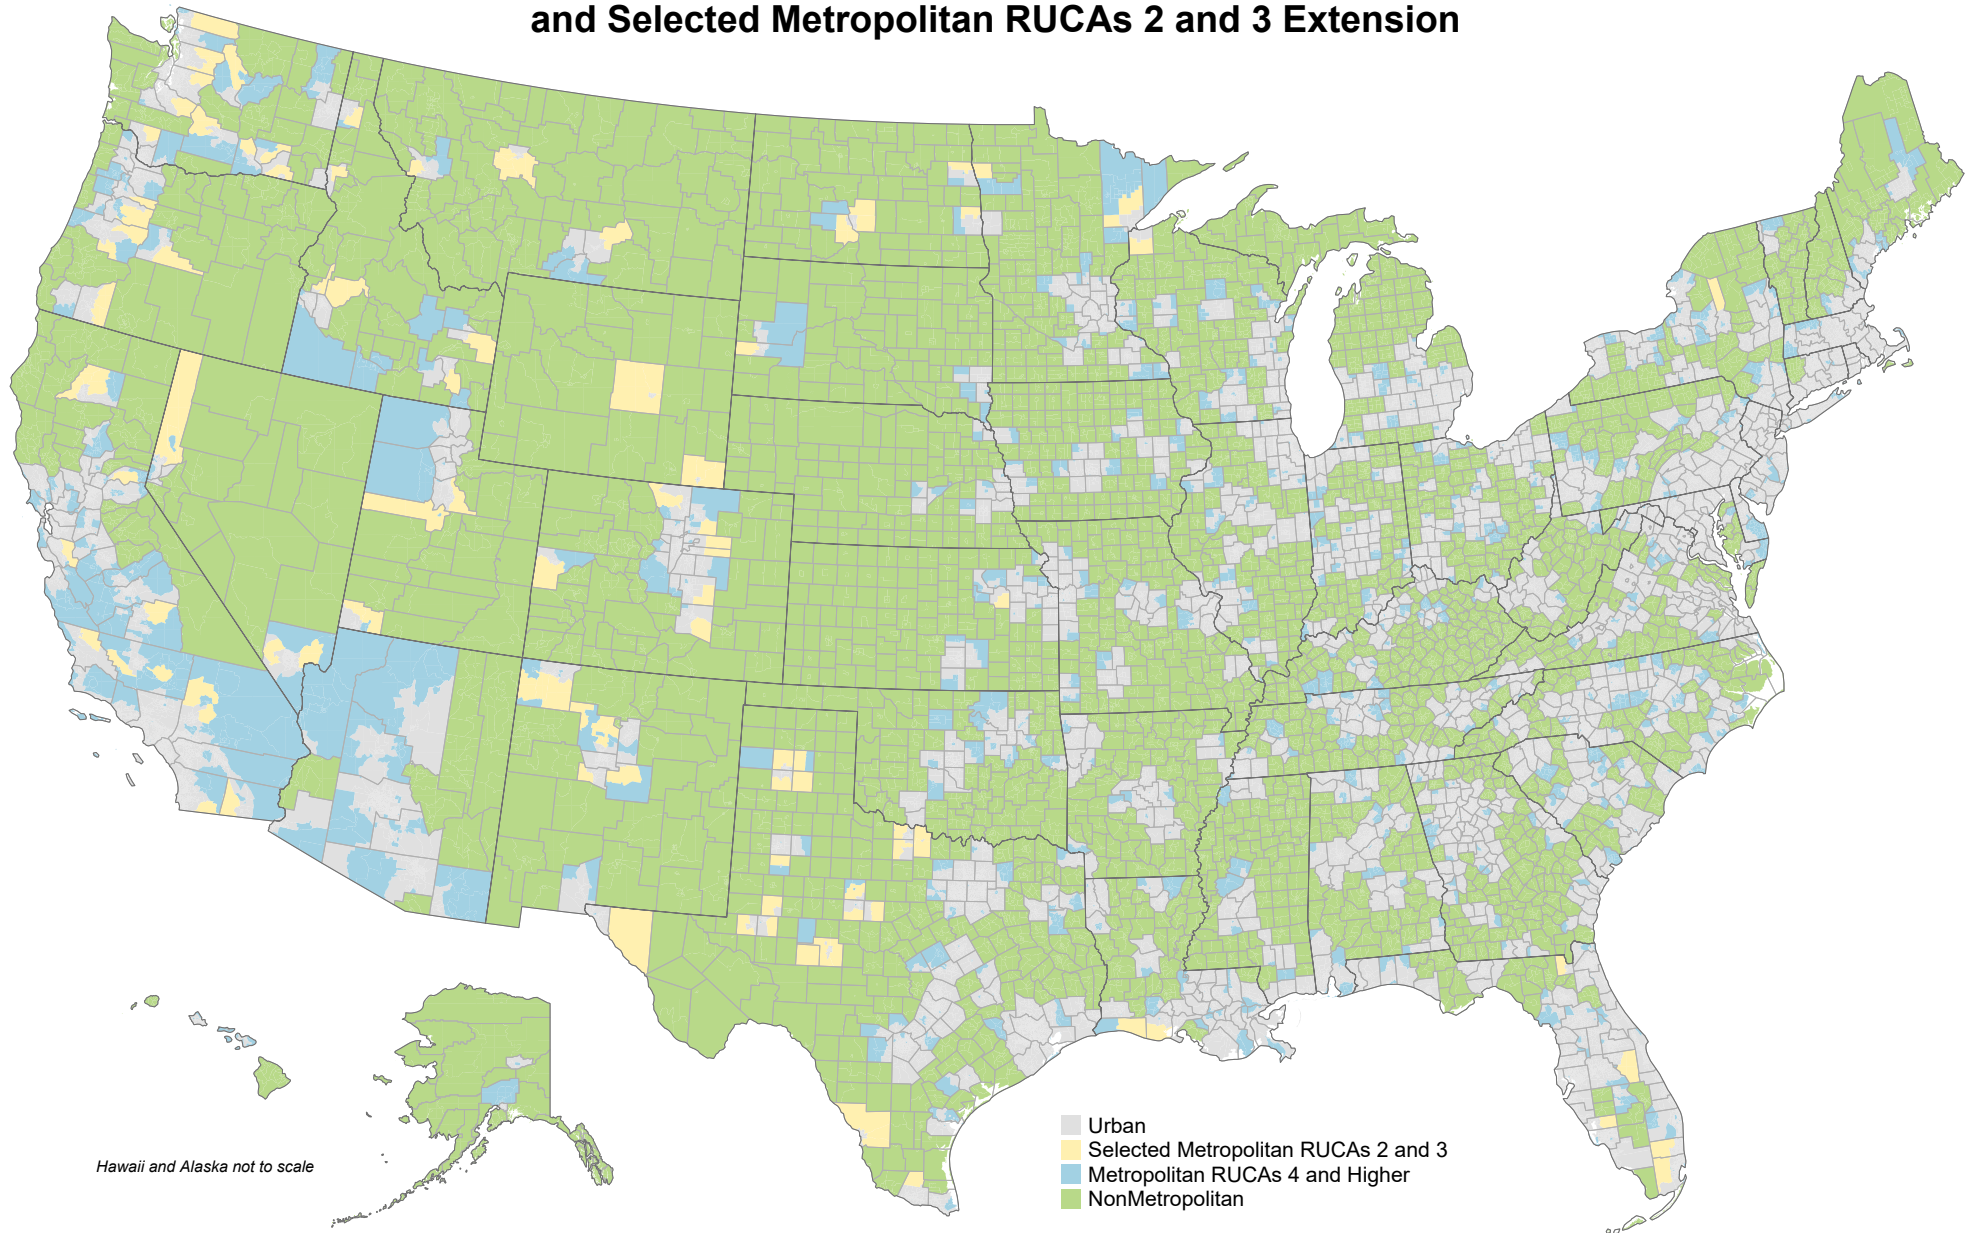 and Selected Metropolitan RUCAs 2 and 3 Extension
Urban
Selected Metropolitan RUCAs 2 and 3
Metropolitan RUCAs 4 and Higher
NonMetropolitan
Hawaii and Alaska not to scale